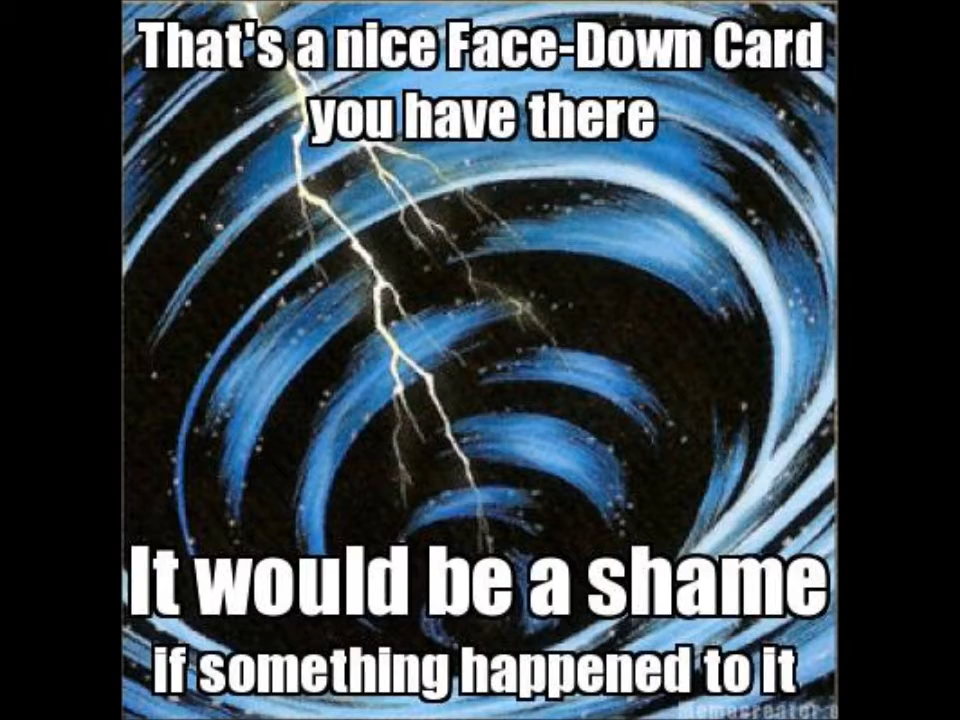 That's a nice Face-Down Card
you have there
It would be a shame
if something happened to it